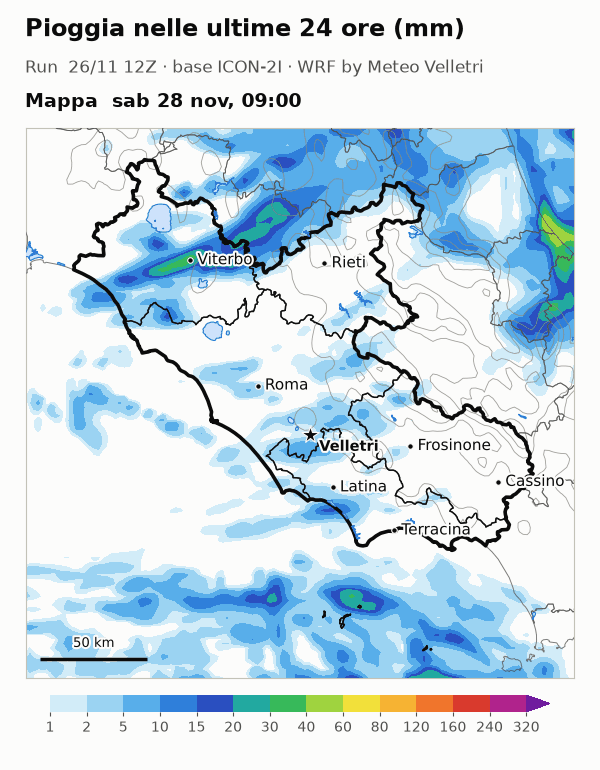 Pioggia nelle ultime 24 ore (mm)
Run 26/11 12Z · base ICON-2I · WRF by Meteo Velletri
Mappa sab 28 nov, 09:00
Viterbo
Rieti
Roma
Velletri
Frosinone
Latina
Cassino
Terracina
50 km
1 2 5 10 15 20 30 40 60 80 120 160 240 320